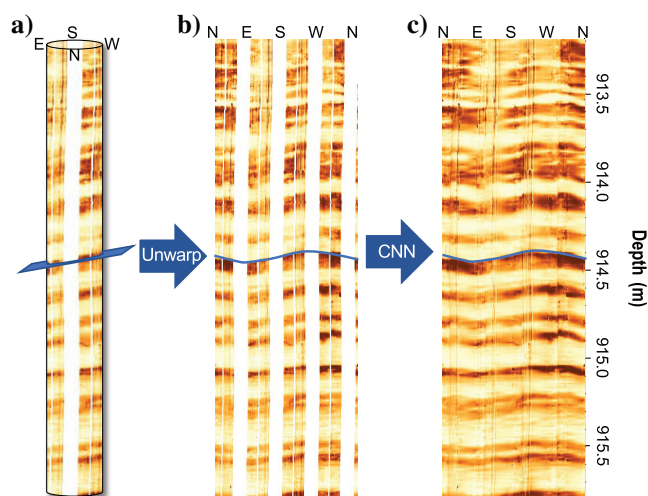 a)
S
E
W
N
b)
N E S W N
c)
N E S W N
Unwarp
CNN
913.5
914.0
914.5
915.0
915.5
Depth (m)